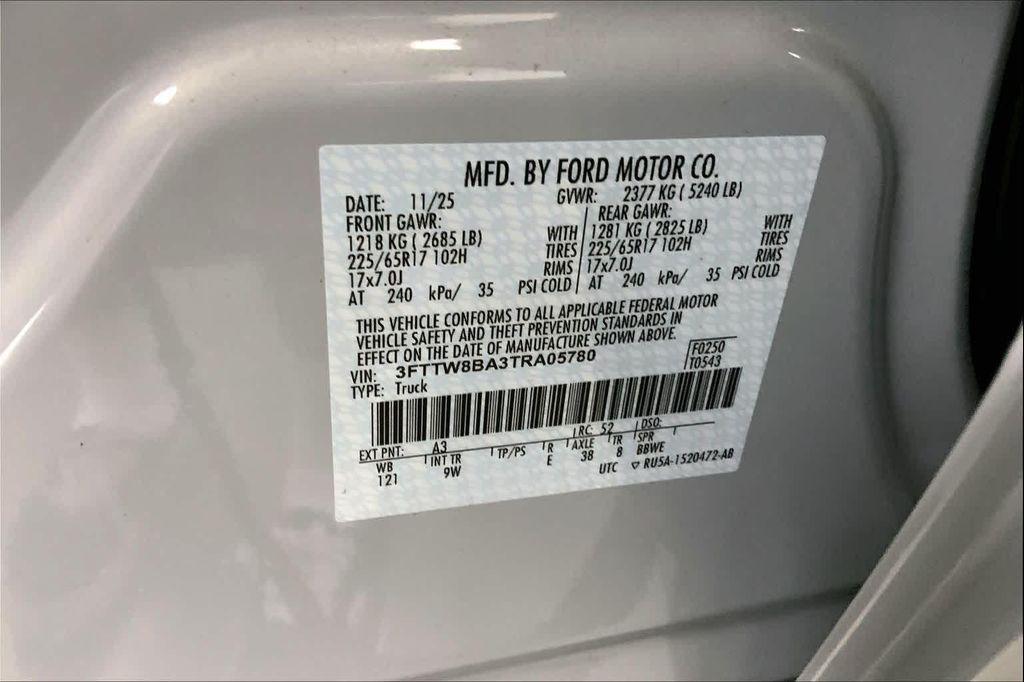 MFD. BY FORD MOTOR CO.
DATE: 11/25 GVWR: 2377 KG ( 5240 LB)
FRONT GAWR: REAR GAWR:
1218 KG ( 2685 LB) WITH 1281 KG ( 2825 LB) WITH
225/65R17 102H TIRES 225/65R17 102H TIRES
17x7.0J RIMS 17x7.0J RIMS
AT 240 kPa/ 35 PSI COLD AT 240 kPa/ 35 PSI COLD
THIS VEHICLE CONFORMS TO ALL APPLICABLE FEDERAL MOTOR
VEHICLE SAFETY AND THEFT PREVENTION STANDARDS IN
EFFECT ON THE DATE OF MANUFACTURE SHOWN ABOVE.
VIN: 3FTTW8BA3TRA05780 F0250
TYPE: Truck T0543
EXT PNT: A3 RC: 52 DSO:
WB INT TR TP/PS R AXLE TR SPR
121 9W E 38 8 BBWE
UTC ▽ RU5A-1520472-AB